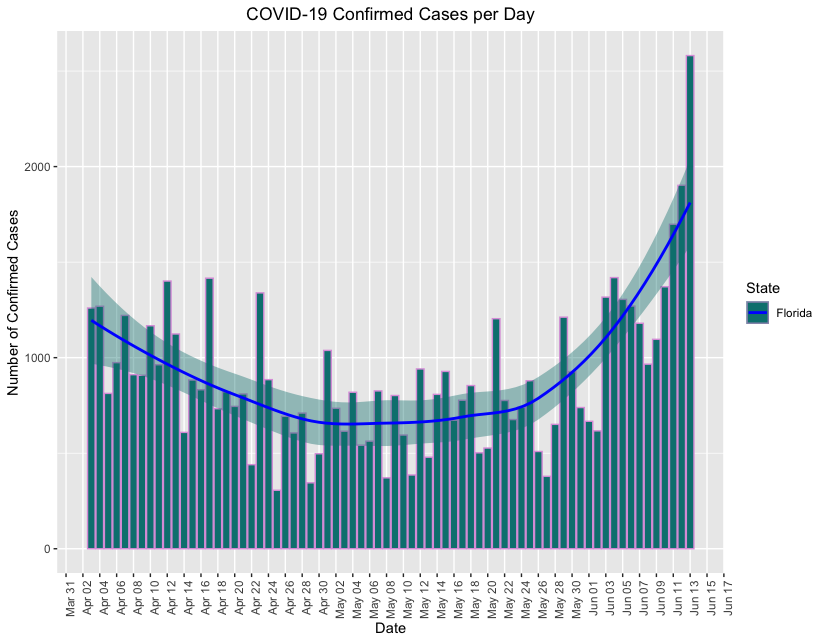 COVID-19 Confirmed Cases per Day
Number of Confirmed Cases
2000
1000
0
Mar 31
Apr 02
Apr 04
Apr 06
Apr 08
Apr 10
Apr 12
Apr 14
Apr 16
Apr 18
Apr 20
Apr 22
Apr 24
Apr 26
Apr 28
Apr 30
May 02
May 04
May 06
May 08
May 10
May 12
May 14
May 16
May 18
May 20
May 22
May 24
May 26
May 28
May 30
Jun 01
Jun 03
Jun 05
Jun 07
Jun 09
Jun 11
Jun 13
Jun 15
Jun 17
Date
State
Florida